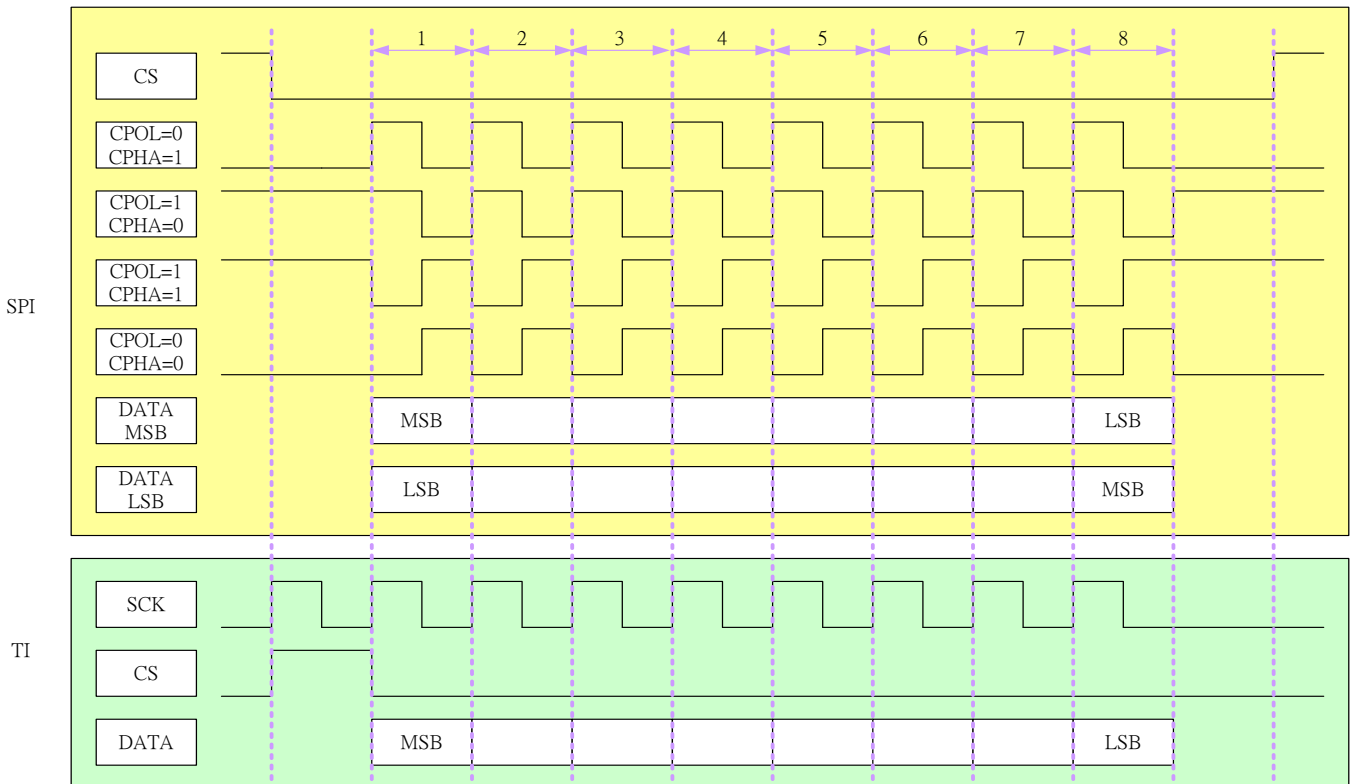 1 2 3 4 5 6 7 8
CS
CPOL=0
CPHA=1
CPOL=1
CPHA=0
CPOL=1
CPHA=1
SPI
CPOL=0
CPHA=0
DATA
MSB
MSB LSB
DATA
LSB
LSB MSB
SCK
TI
CS
DATA MSB LSB